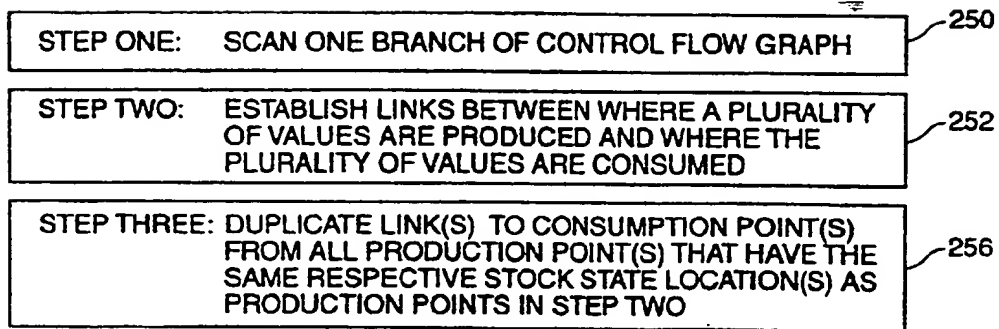 STEP ONE: SCAN ONE BRANCH OF CONTROL FLOW GRAPH 250
STEP TWO: ESTABLISH LINKS BETWEEN WHERE A PLURALITY 252
OF VALUES ARE PRODUCED AND WHERE THE
PLURALITY OF VALUES ARE CONSUMED
STEP THREE: DUPLICATE LINK(S) TO CONSUMPTION POINT(S)
FROM ALL PRODUCTION POINT(S) THAT HAVE THE 256
SAME RESPECTIVE STOCK STATE LOCATION(S) AS
PRODUCTION POINTS IN STEP TWO